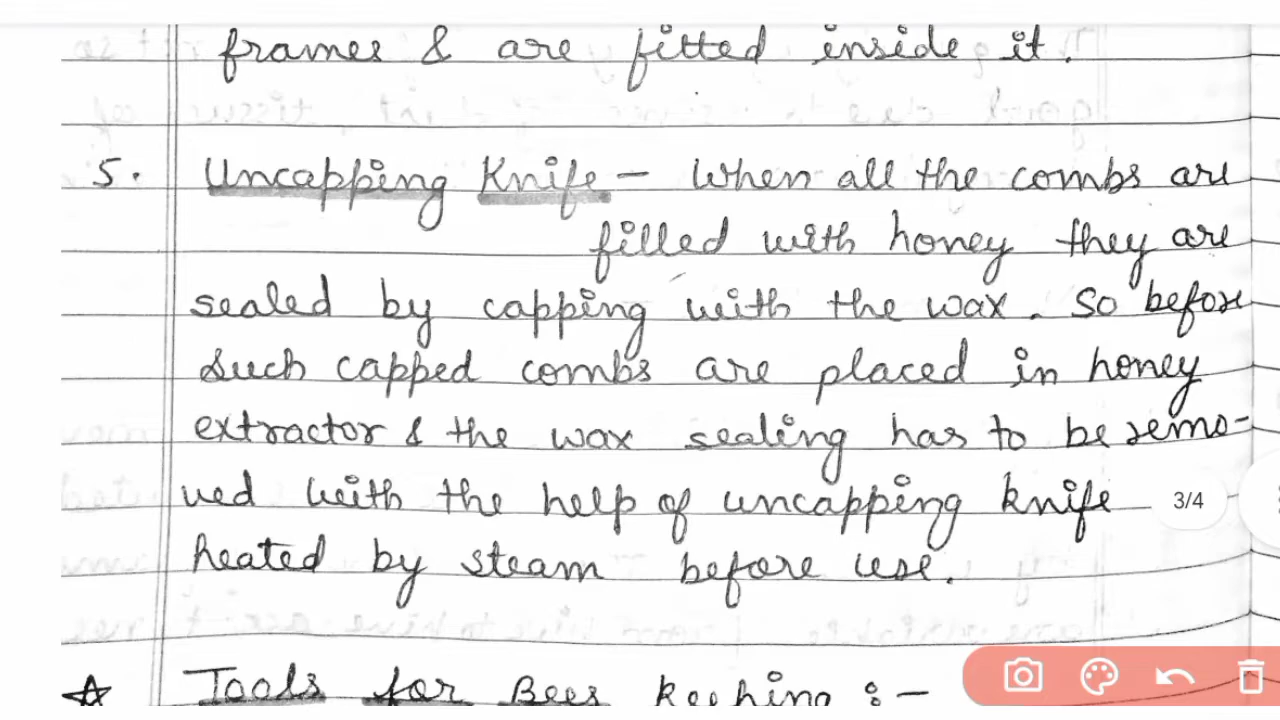 frames & are fitted inside it.
5. Uncapping Knife - When all the combs are
filled with honey they are
sealed by capping with the wax. So before
such capped combs are placed in honey
extractor & the wax sealing has to be remo-
ved with the help of uncapping knife
3/4
heated by steam before use.
☆ Tools for Bees keeping :-